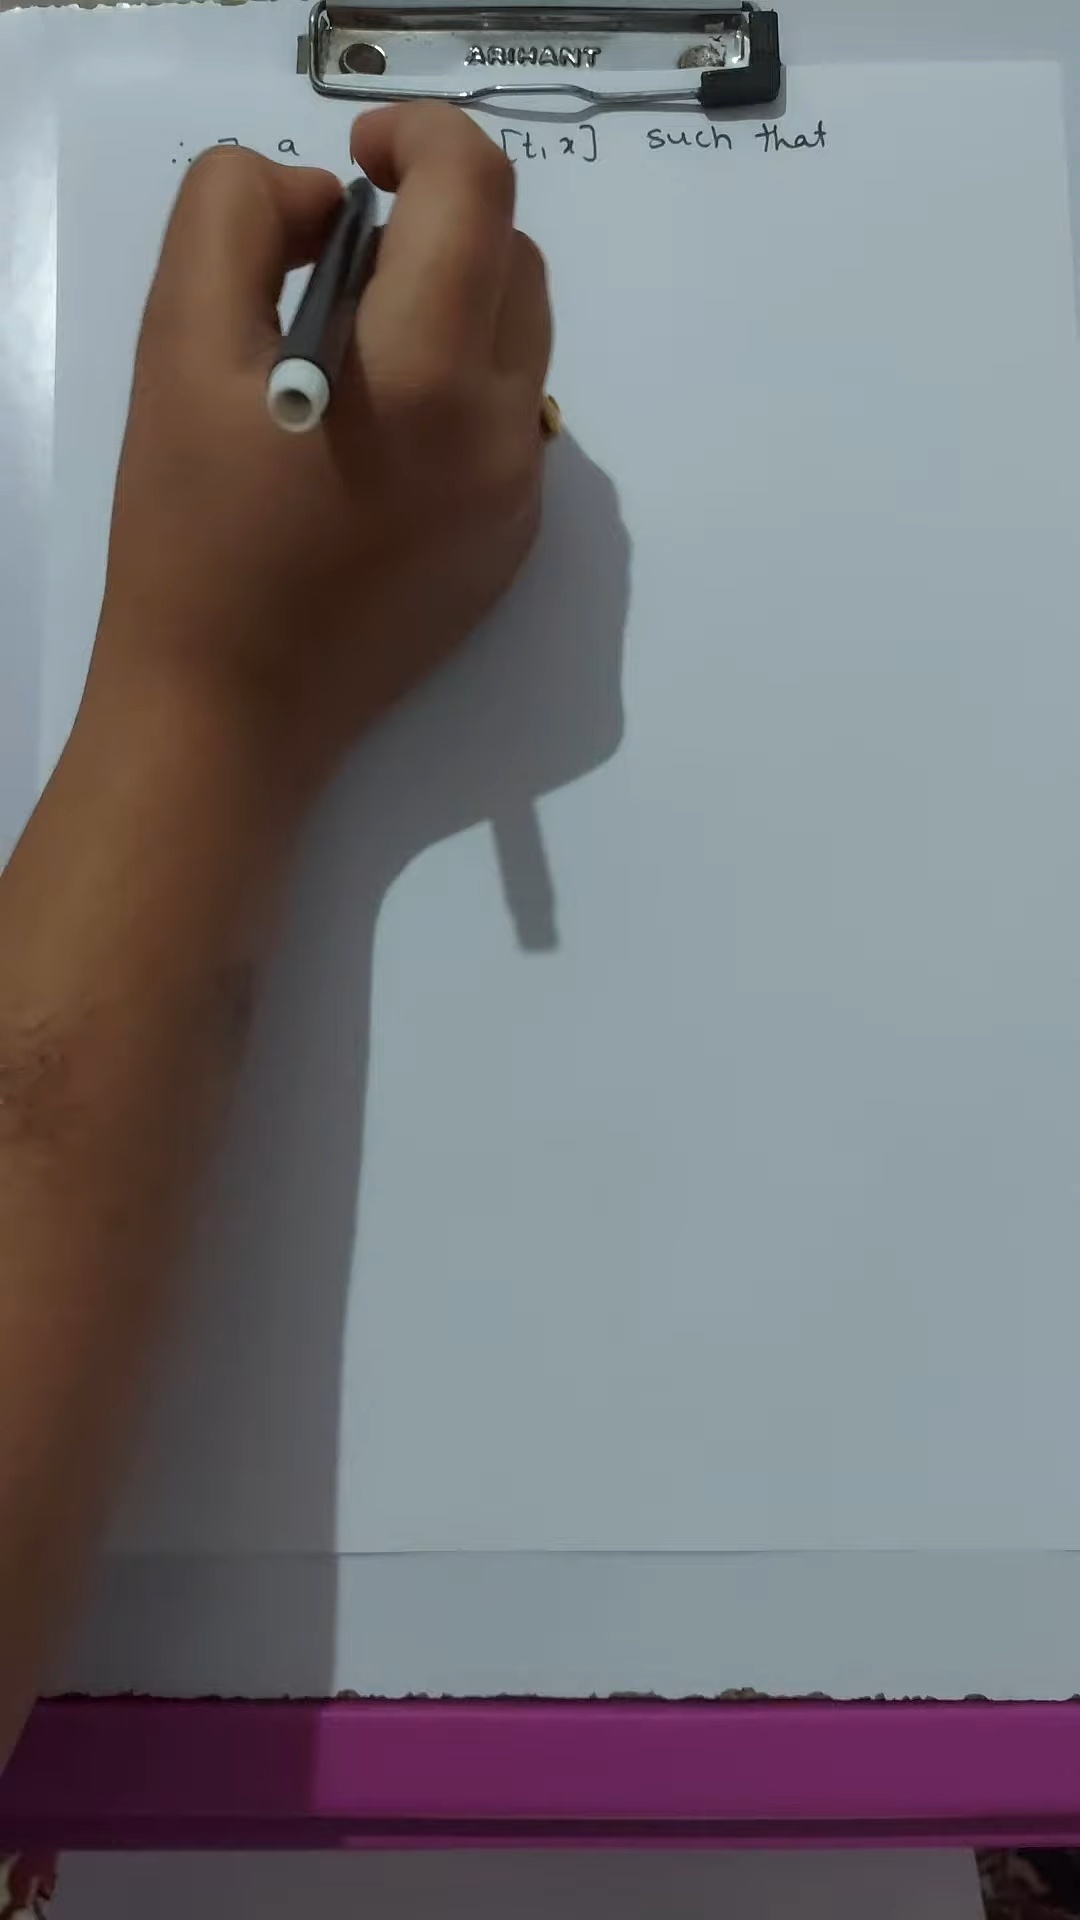 ARIHANT
∴ ∃ a [t, x] such that